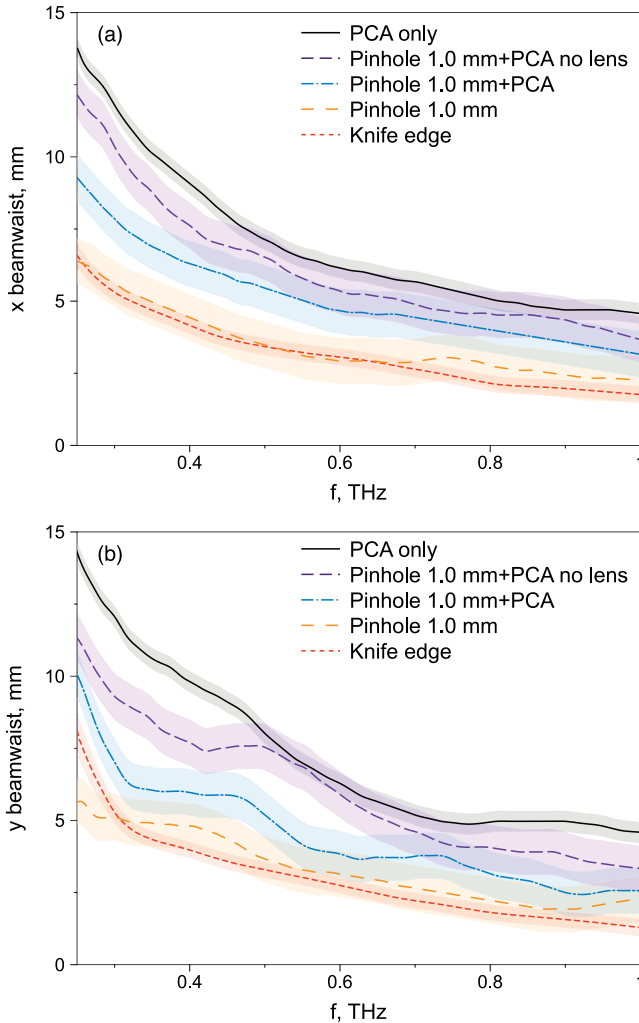 15
(a)
PCA only
Pinhole 1.0 mm+PCA no lens
Pinhole 1.0 mm+PCA
Pinhole 1.0 mm
Knife edge
10
x beamwaist, mm
5
0
0.4
0.6
0.8
1
f, THz
15
(b)
PCA only
Pinhole 1.0 mm+PCA no lens
Pinhole 1.0 mm+PCA
Pinhole 1.0 mm
Knife edge
10
y beamwaist, mm
5
0
0.4
0.6
0.8
1
f, THz